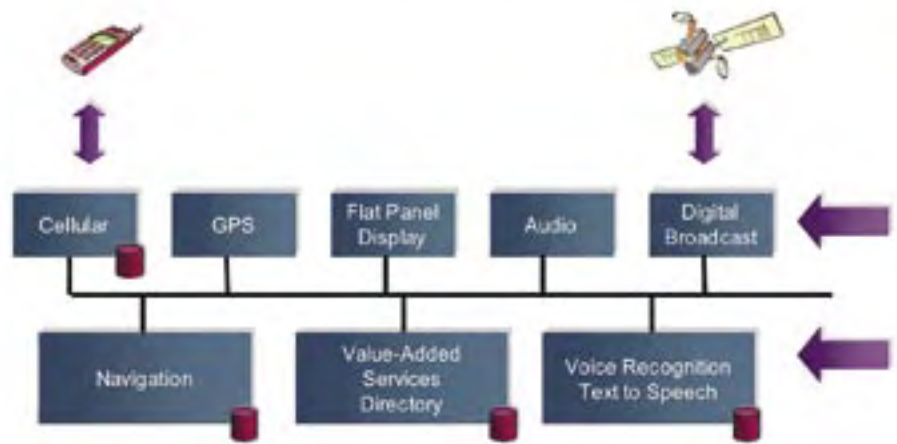 Cellular
GPS
Flat Panel
Display
Audio
Digital
Broadcast
Navigation
Value-Added
Services
Directory
Voice Recognition
Text to Speech